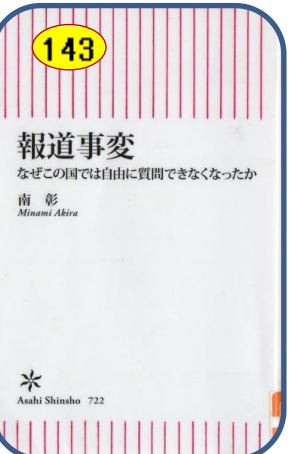 143
報道事変
なぜこの国では自由に質問できなくなったか
南 彰
Minami Akira
Asahi Shinsho 722